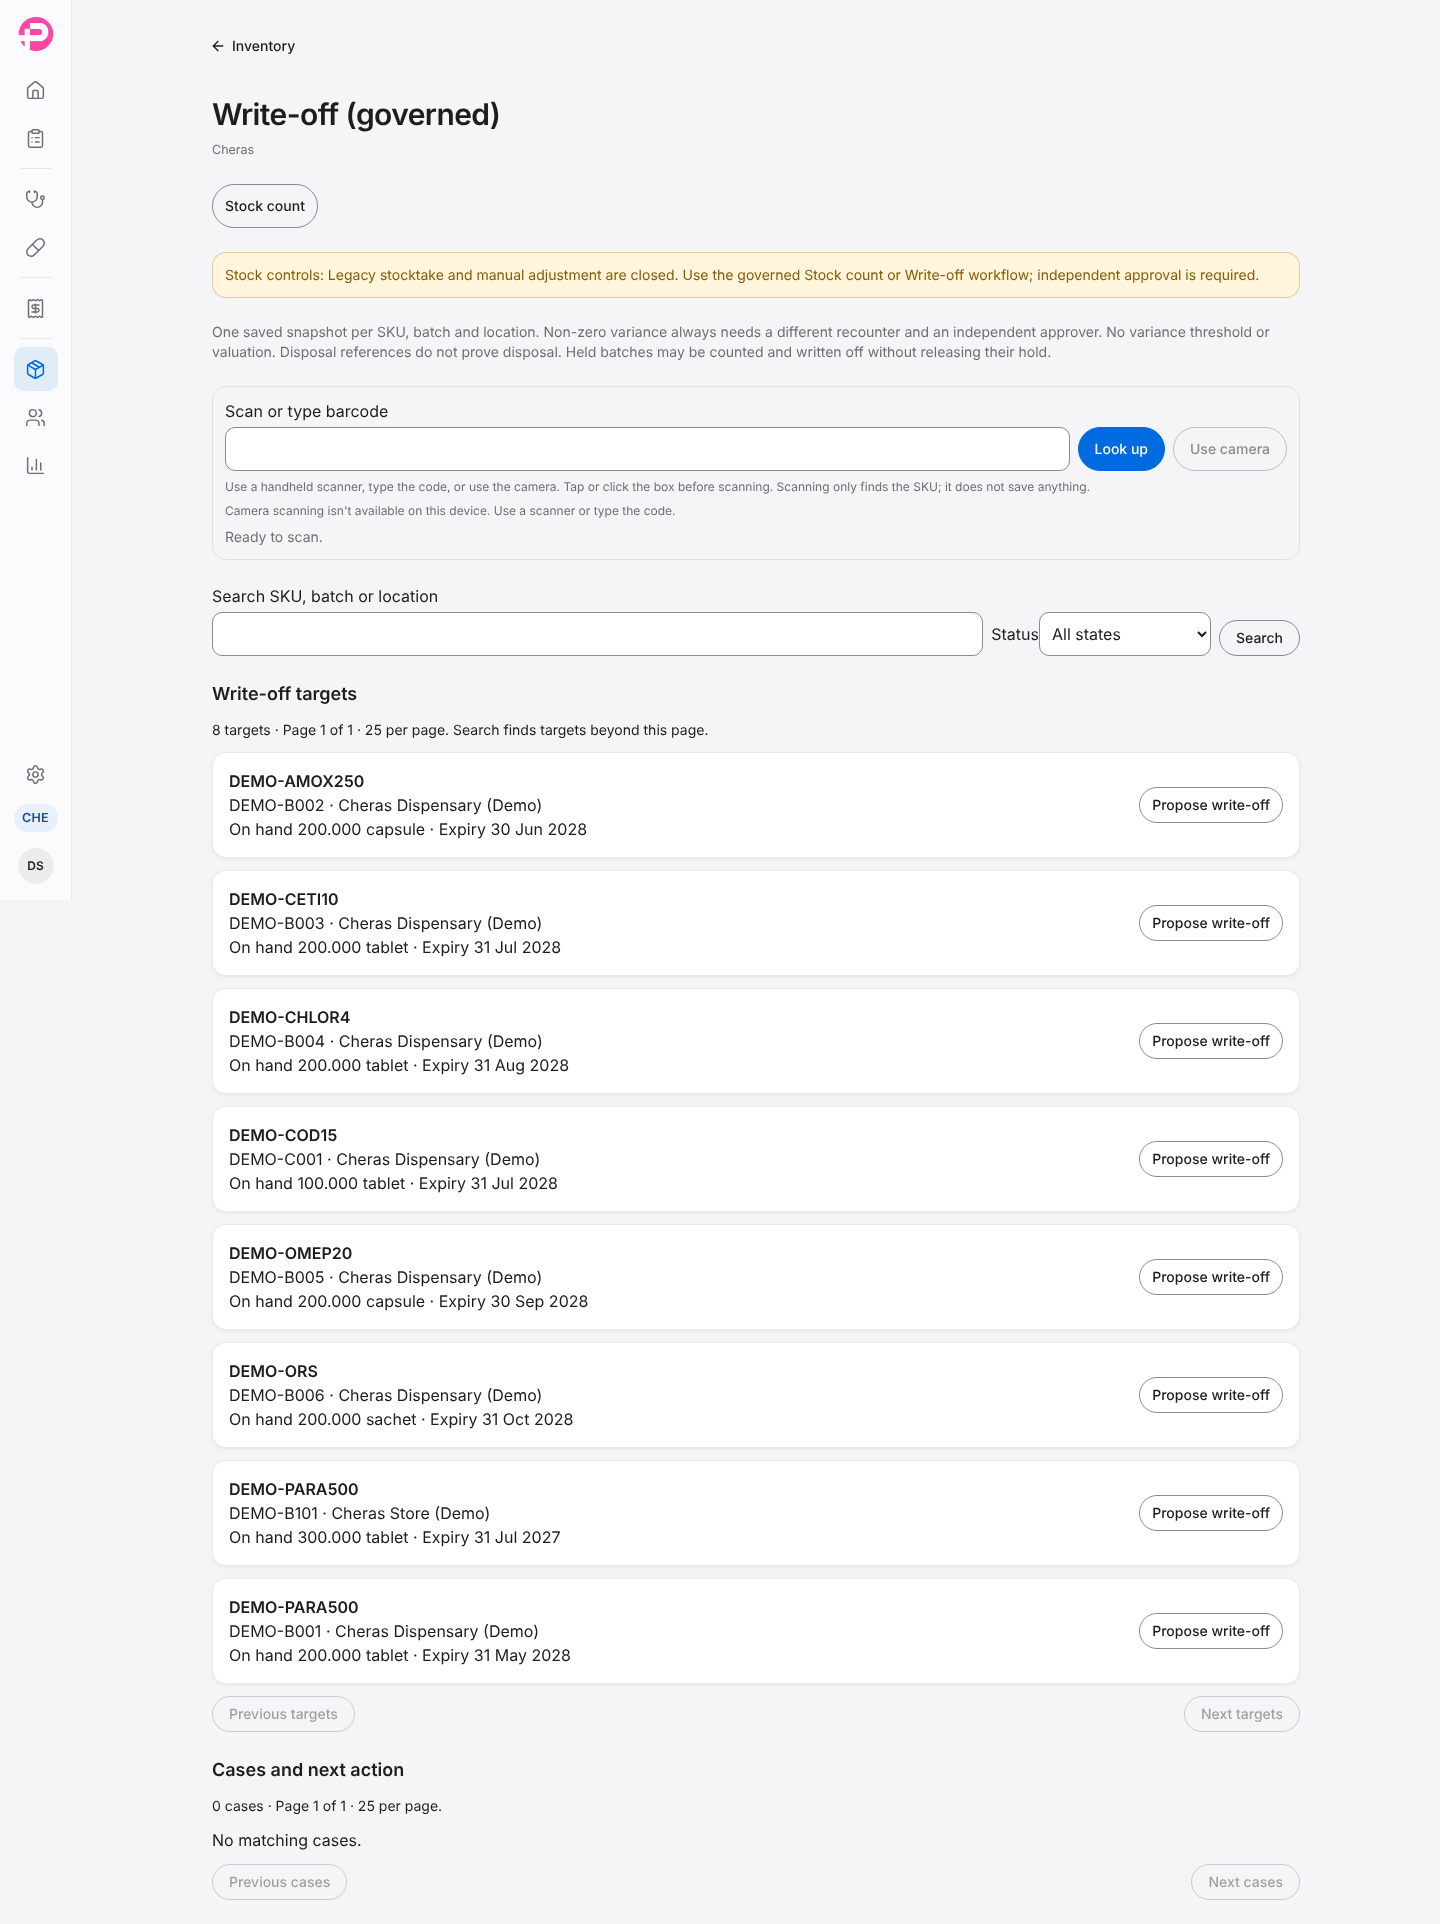 Inventory
Write-off (governed)
Cheras
Stock count
Stock controls: Legacy stocktake and manual adjustment are closed. Use the governed Stock count or Write-off workflow; independent approval is required.
One saved snapshot per SKU, batch and location. Non-zero variance always needs a different recounter and an independent approver. No variance threshold or
valuation. Disposal references do not prove disposal. Held batches may be counted and written off without releasing their hold.
Scan or type barcode
Look up
Use camera
Use a handheld scanner, type the code, or use the camera. Tap or click the box before scanning. Scanning only finds the SKU; it does not save anything.
Camera scanning isn't available on this device. Use a scanner or type the code.
Ready to scan.
Search SKU, batch or location
Status
All states
Search
Write-off targets
8 targets · Page 1 of 1 · 25 per page. Search finds targets beyond this page.
DEMO-AMOX250
DEMO-B002 · Cheras Dispensary (Demo)
On hand 200.000 capsule · Expiry 30 Jun 2028
Propose write-off
DEMO-CETI10
DEMO-B003 · Cheras Dispensary (Demo)
On hand 200.000 tablet · Expiry 31 Jul 2028
Propose write-off
DEMO-CHLOR4
DEMO-B004 · Cheras Dispensary (Demo)
On hand 200.000 tablet · Expiry 31 Aug 2028
Propose write-off
DEMO-COD15
DEMO-C001 · Cheras Dispensary (Demo)
On hand 100.000 tablet · Expiry 31 Jul 2028
Propose write-off
DEMO-OMEP20
DEMO-B005 · Cheras Dispensary (Demo)
On hand 200.000 capsule · Expiry 30 Sep 2028
Propose write-off
DEMO-ORS
DEMO-B006 · Cheras Dispensary (Demo)
On hand 200.000 sachet · Expiry 31 Oct 2028
Propose write-off
DEMO-PARA500
DEMO-B101 · Cheras Store (Demo)
On hand 300.000 tablet · Expiry 31 Jul 2027
Propose write-off
DEMO-PARA500
DEMO-B001 · Cheras Dispensary (Demo)
On hand 200.000 tablet · Expiry 31 May 2028
Propose write-off
Previous targets
Next targets
Cases and next action
0 cases · Page 1 of 1 · 25 per page.
No matching cases.
Previous cases
Next cases
CHE
DS